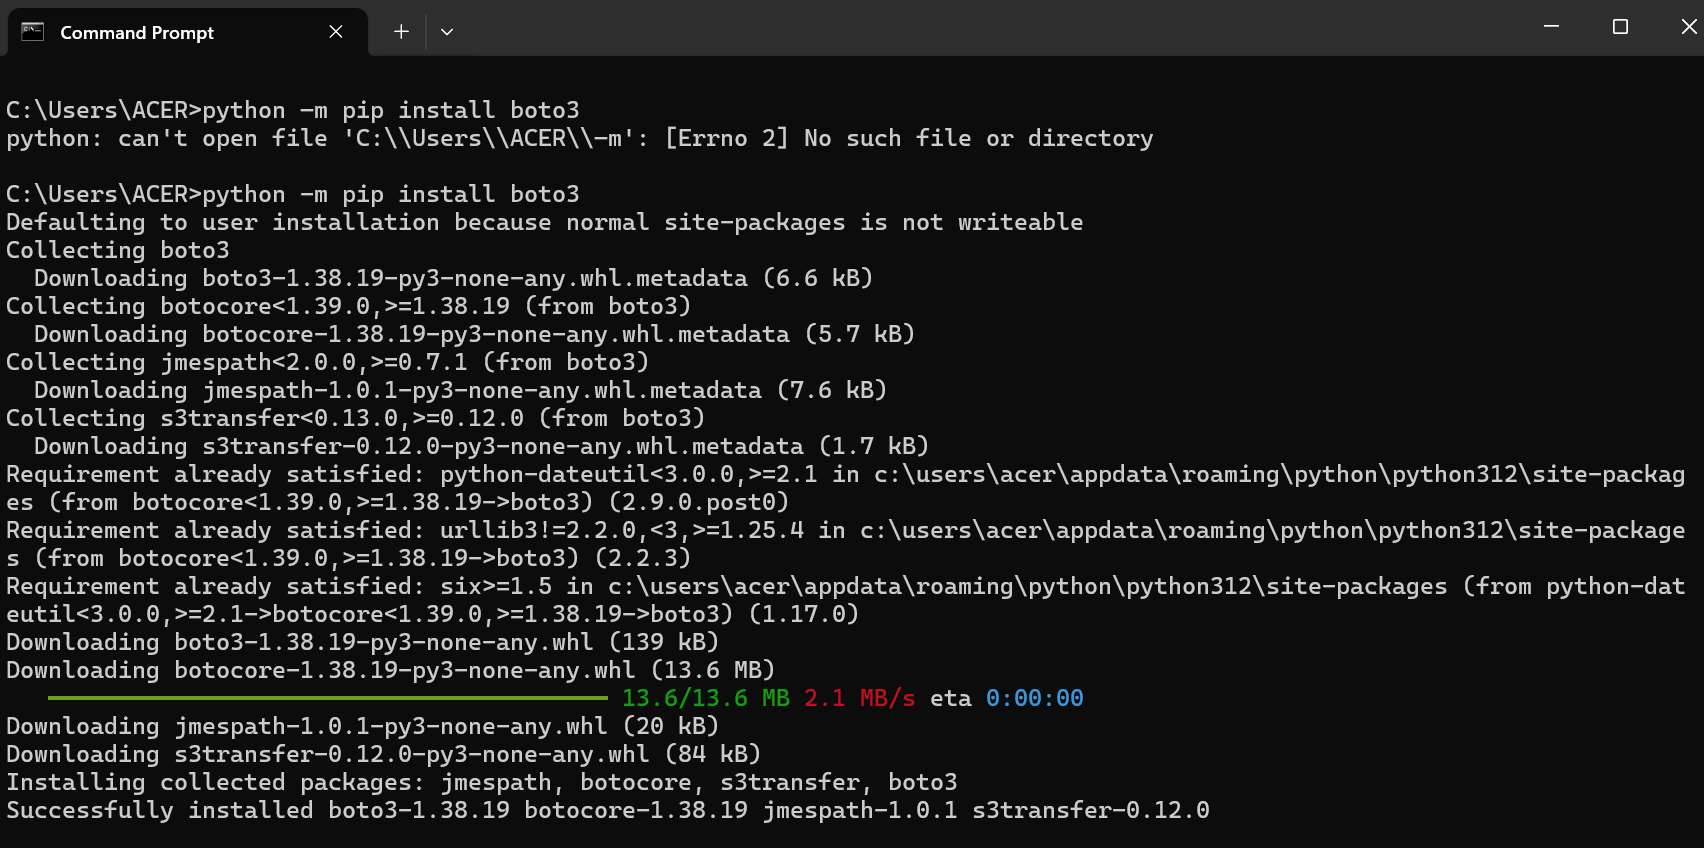 Command Prompt
C:\Users\ACER>python –m pip install boto3
python: can't open file 'C:\\Users\\ACER\\–m': [Errno 2] No such file or directory
C:\Users\ACER>python -m pip install boto3
Defaulting to user installation because normal site-packages is not writeable
Collecting boto3
  Downloading boto3-1.38.19-py3-none-any.whl.metadata (6.6 kB)
Collecting botocore<1.39.0,>=1.38.19 (from boto3)
  Downloading botocore-1.38.19-py3-none-any.whl.metadata (5.7 kB)
Collecting jmespath<2.0.0,>=0.7.1 (from boto3)
  Downloading jmespath-1.0.1-py3-none-any.whl.metadata (7.6 kB)
Collecting s3transfer<0.13.0,>=0.12.0 (from boto3)
  Downloading s3transfer-0.12.0-py3-none-any.whl.metadata (1.7 kB)
Requirement already satisfied: python-dateutil<3.0.0,>=2.1 in c:\users\acer\appdata\roaming\python\python312\site-packag
es (from botocore<1.39.0,>=1.38.19->boto3) (2.9.0.post0)
Requirement already satisfied: urllib3!=2.2.0,<3,>=1.25.4 in c:\users\acer\appdata\roaming\python\python312\site-package
s (from botocore<1.39.0,>=1.38.19->boto3) (2.2.3)
Requirement already satisfied: six>=1.5 in c:\users\acer\appdata\roaming\python\python312\site-packages (from python-dat
eutil<3.0.0,>=2.1->botocore<1.39.0,>=1.38.19->boto3) (1.17.0)
Downloading boto3-1.38.19-py3-none-any.whl (139 kB)
Downloading botocore-1.38.19-py3-none-any.whl (13.6 MB)
13.6/13.6 MB 2.1 MB/s eta 0:00:00
Downloading jmespath-1.0.1-py3-none-any.whl (20 kB)
Downloading s3transfer-0.12.0-py3-none-any.whl (84 kB)
Installing collected packages: jmespath, botocore, s3transfer, boto3
Successfully installed boto3-1.38.19 botocore-1.38.19 jmespath-1.0.1 s3transfer-0.12.0